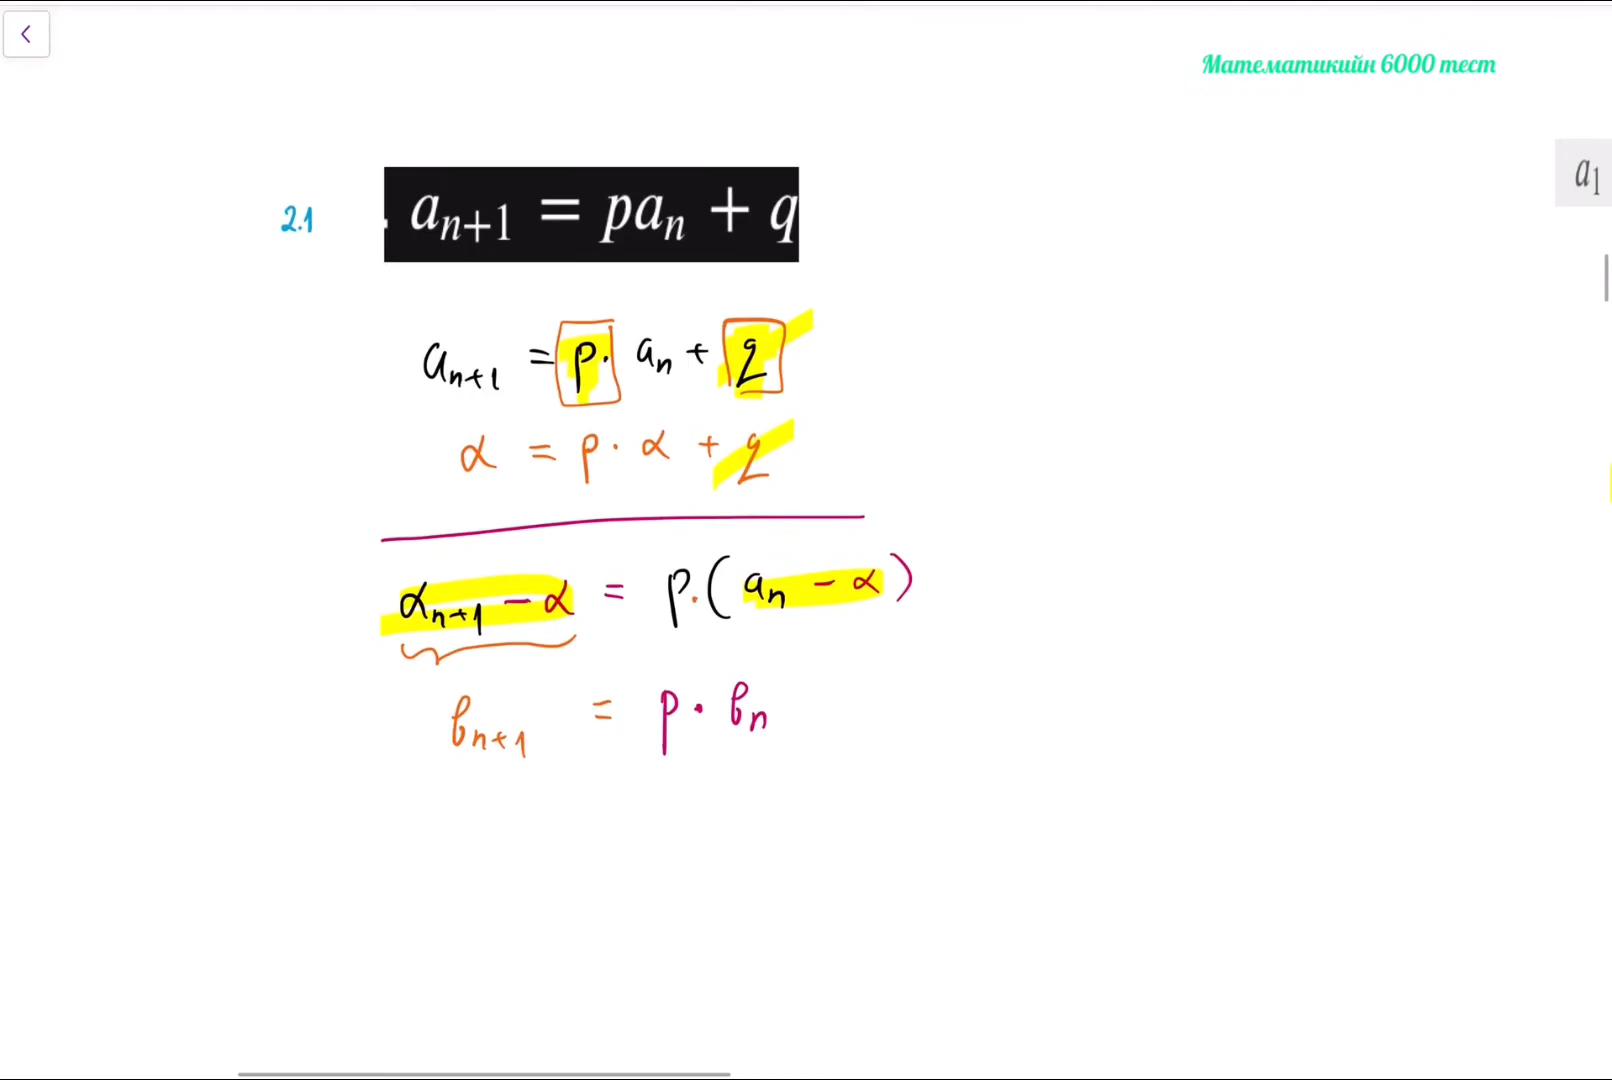 Математикийн 6000 тест
a₁
2.1 . aₙ₊₁ = paₙ + q
aₙ₊₁ = p · aₙ + q
α = p · α + q
αₙ₊₁ − α = p · (aₙ − α)
bₙ₊₁ = p · bₙ